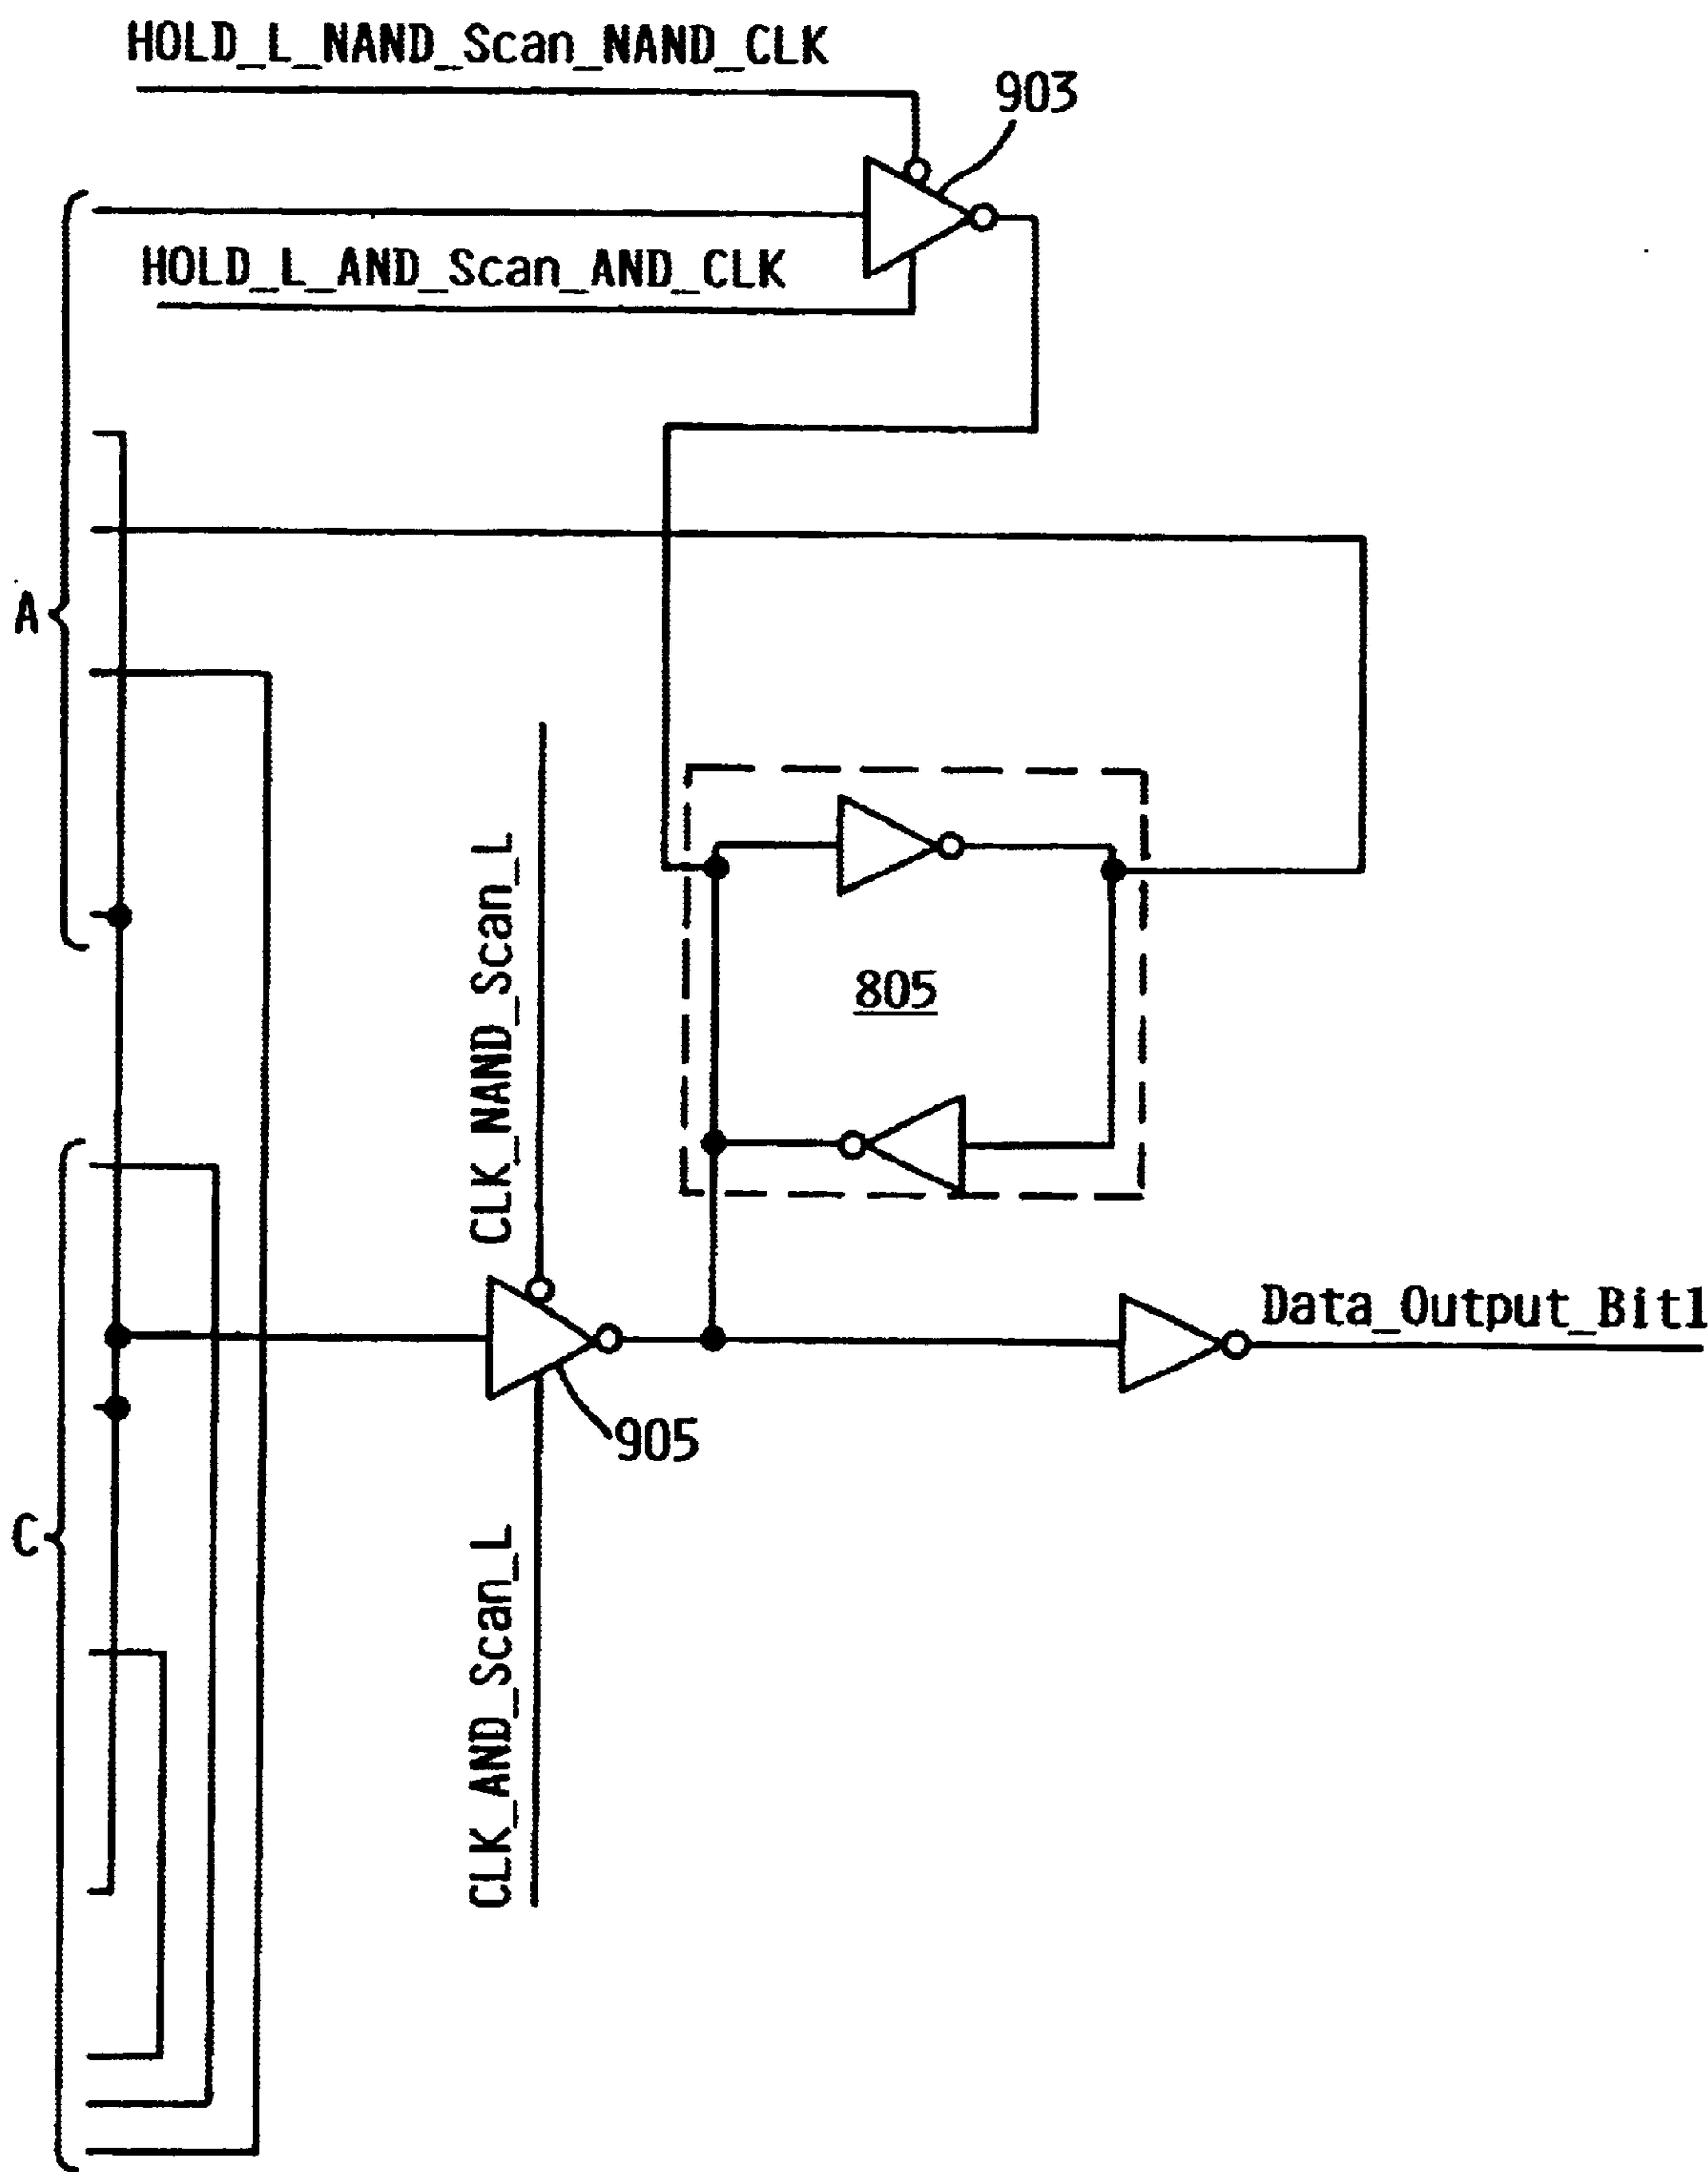 HOLD_L_NAND_Scan_NAND_CLK
903
HOLD_L_AND_Scan_AND_CLK
A
CLK_NAND_Scan_L
805
Data_Output_Bit1
905
C
CLK_AND_Scan_L